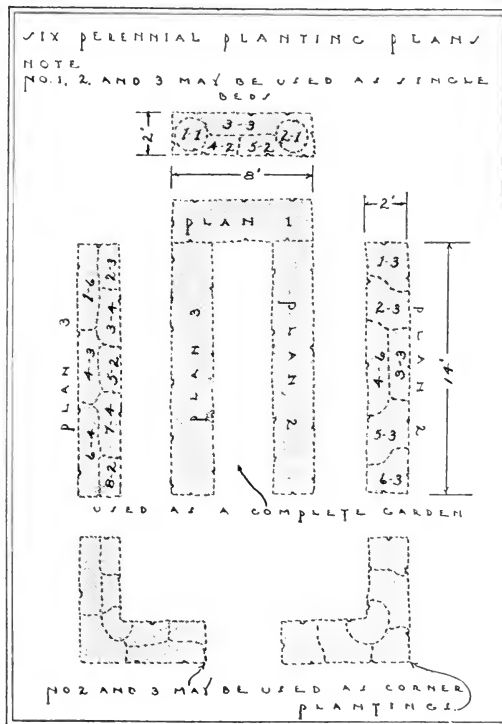 SIX PERENNIAL PLANTING PLANS
NOTE
NO. 1, 2, AND 3 MAY BE USED AS SINGLE
BEDS
2'
1-1
3-3
2-1
4-2
5-2
8'
PLAN 1
2'
PLAN 3
1-6
2-3
3-4
4-3
5-2
6-4
7-4
8-2
PLAN 3
PLAN 2
1-3
2-3
4-6
3-3
5-3
6-3
PLAN 2
14'
USED AS A COMPLETE GARDEN
NO 2 AND 3 MAY BE USED AS CORNER
PLANTINGS.